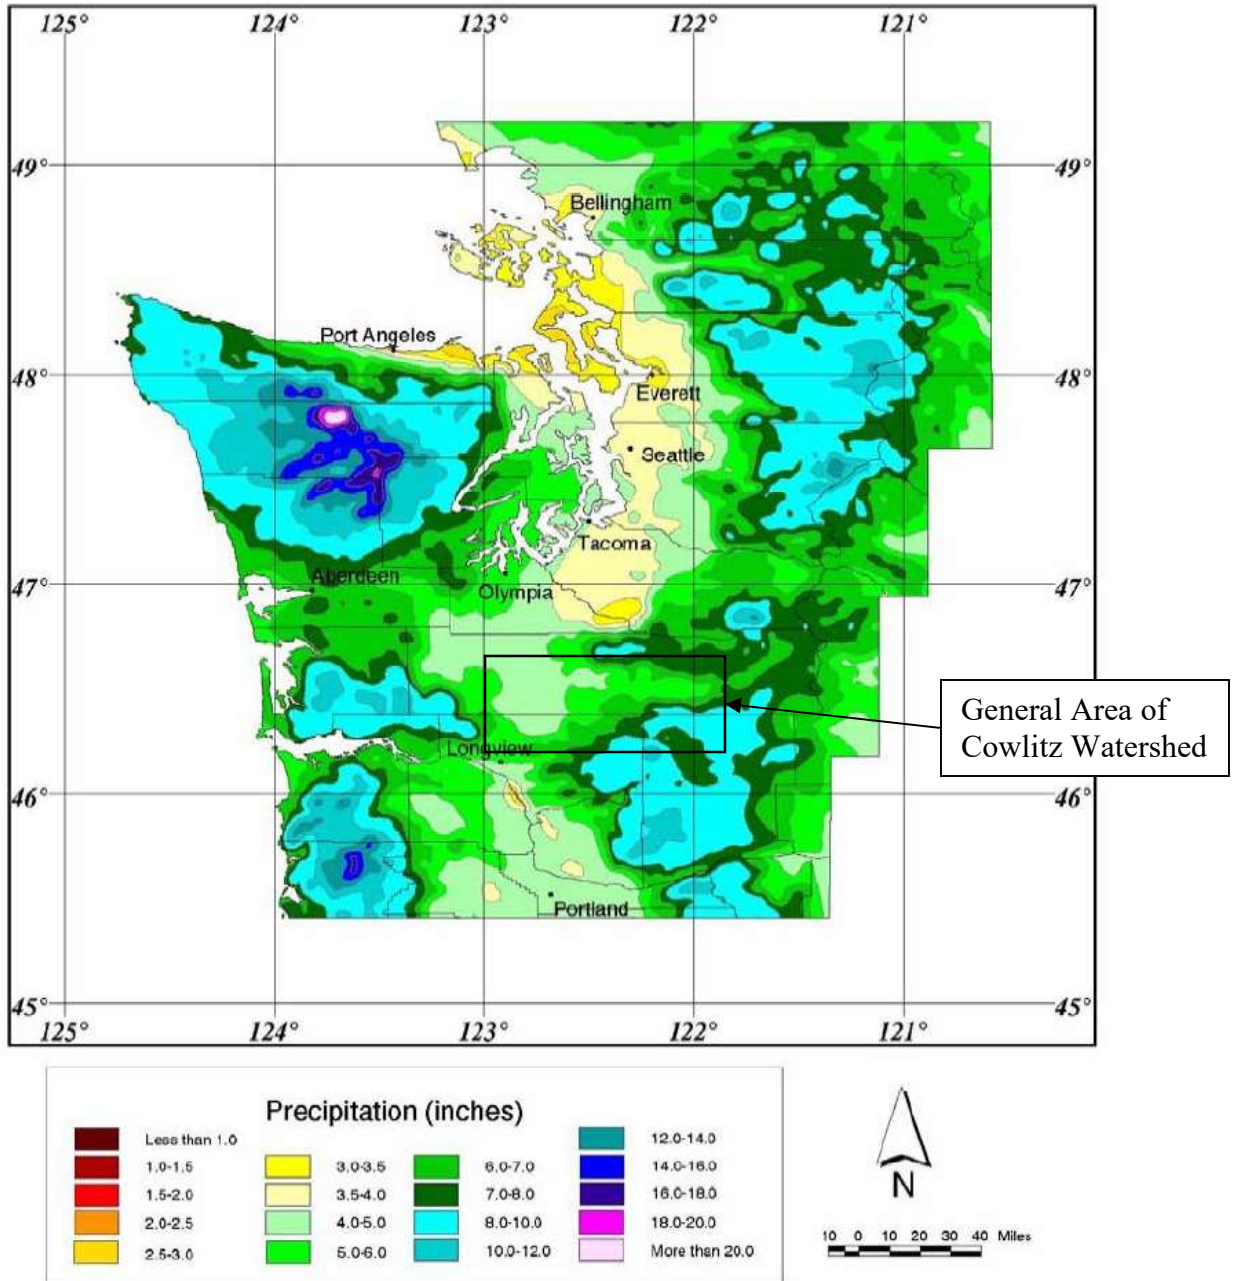 125° 124° 123° 122° 121°
49° 49°
Bellingham
Port Angeles
48° 48°
Everett
Seattle
Tacoma
47° Aberdeen 47°
Olympia
General Area of
Cowlitz Watershed
Longview
46° 46°
Portland
45° 45°
125° 124° 123° 122° 121°
Precipitation (inches)
Less than 1.0
1.0-1.5
1.5-2.0
2.0-2.5
2.5-3.0
3.0-3.5
3.5-4.0
4.0-5.0
5.0-6.0
6.0-7.0
7.0-8.0
8.0-10.0
10.0-12.0
12.0-14.0
14.0-16.0
16.0-18.0
18.0-20.0
More than 20.0
N
10 0 10 20 30 40 Miles